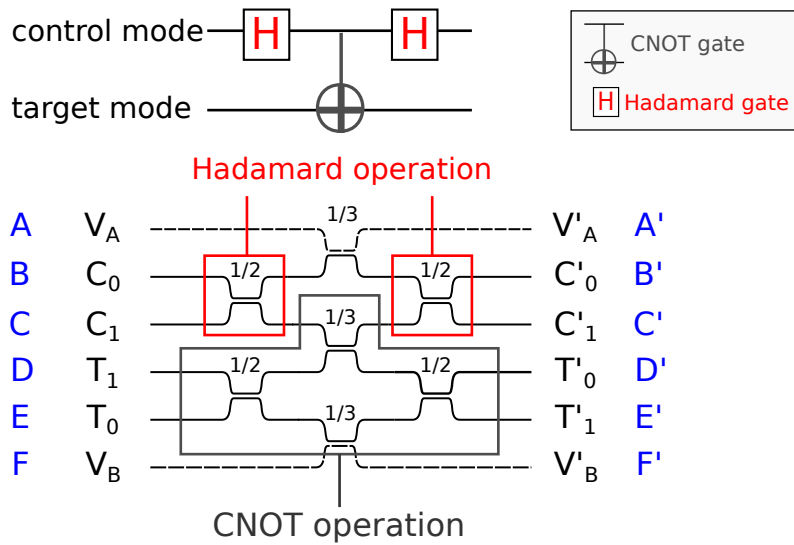 control mode H H
target mode
CNOT gate
H Hadamard gate
Hadamard operation
A V_A 1/3 V'_A A'
B C_0 1/2 1/2 C'_0 B'
C C_1 1/3 C'_1 C'
D T_1 1/2 1/2 T'_0 D'
E T_0 1/3 T'_1 E'
F V_B V'_B F'
CNOT operation